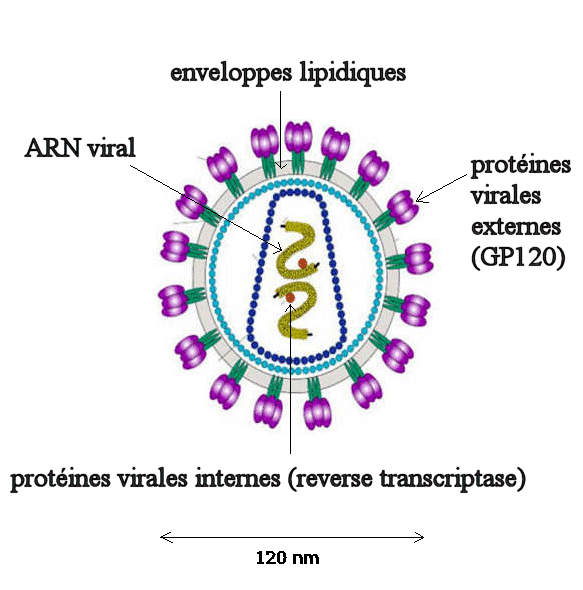 enveloppes lipidiques
ARN viral
protéines
virales
externes
(GP120)
protéines virales internes (reverse transcriptase)
120 nm